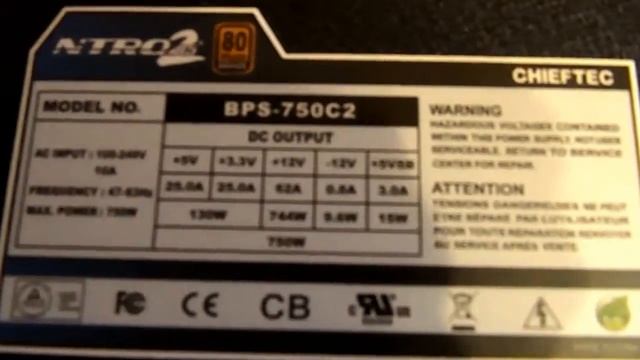 NTRO2 80
CHIEFTEC
MODEL NO. BPS-750C2
DC OUTPUT
AC INPUT : 100-240V
10A
+5V +3.3V +12V -12V +5VSB
FREQUENCY : 47-63Hz 25.0A 25.0A 62A 0.8A 3.0A
MAX. POWER : 750W 130W 744W 9.6W 15W
750W
WARNING
HAZARDOUS VOLTAGES CONTAINED
WITHIN THIS POWER SUPPLY NOT USER
SERVICEABLE. RETURN TO SERVICE
CENTER FOR REPAIR.
ATTENTION
TENSIONS DANGEREUSES NE PEUT
ETRE REPARE PAR L'UTILISATEUR
POUR TOUTE REPARATION RENVOYER
AU SERVICE APRES VENTE
FC CE CB c RU us